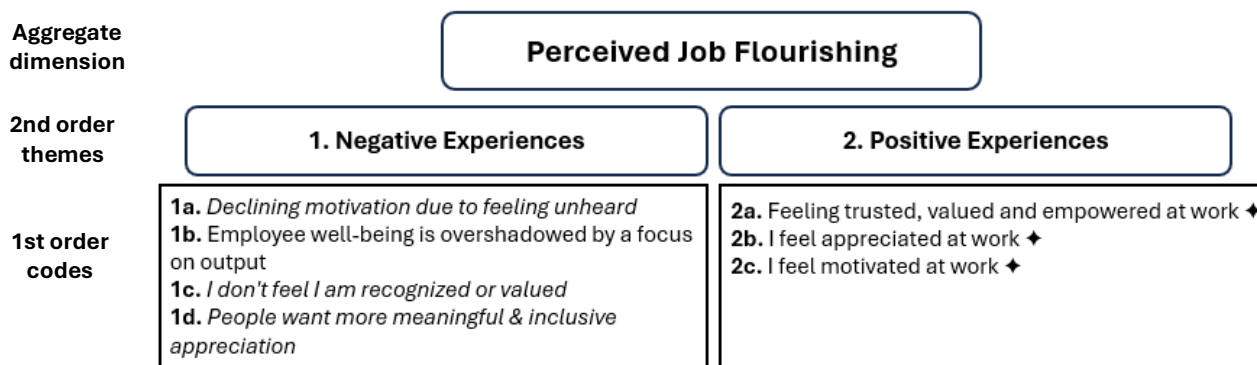 Aggregate
dimension
Perceived Job Flourishing
2nd order
themes
1. Negative Experiences
2. Positive Experiences
1st order
codes
1a. Declining motivation due to feeling unheard
1b. Employee well-being is overshadowed by a focus
on output
1c. I don't feel I am recognized or valued
1d. People want more meaningful & inclusive
appreciation
2a. Feeling trusted, valued and empowered at work ✦
2b. I feel appreciated at work ✦
2c. I feel motivated at work ✦